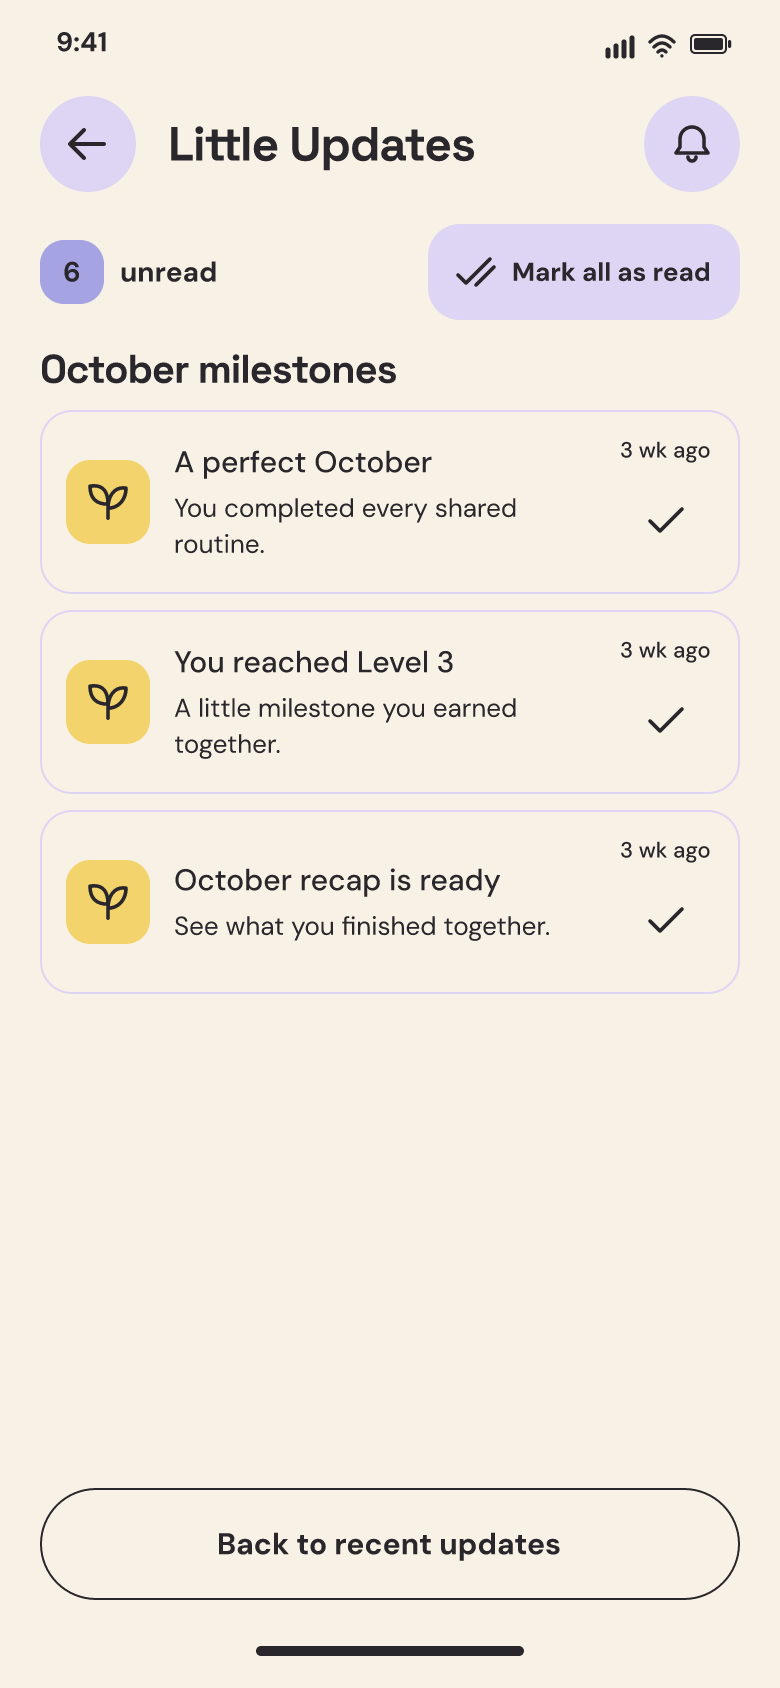 9:41
Little Updates
6 unread
Mark all as read
October milestones
A perfect October
3 wk ago
You completed every shared
routine.
You reached Level 3
3 wk ago
A little milestone you earned
together.
October recap is ready
3 wk ago
See what you finished together.
Back to recent updates